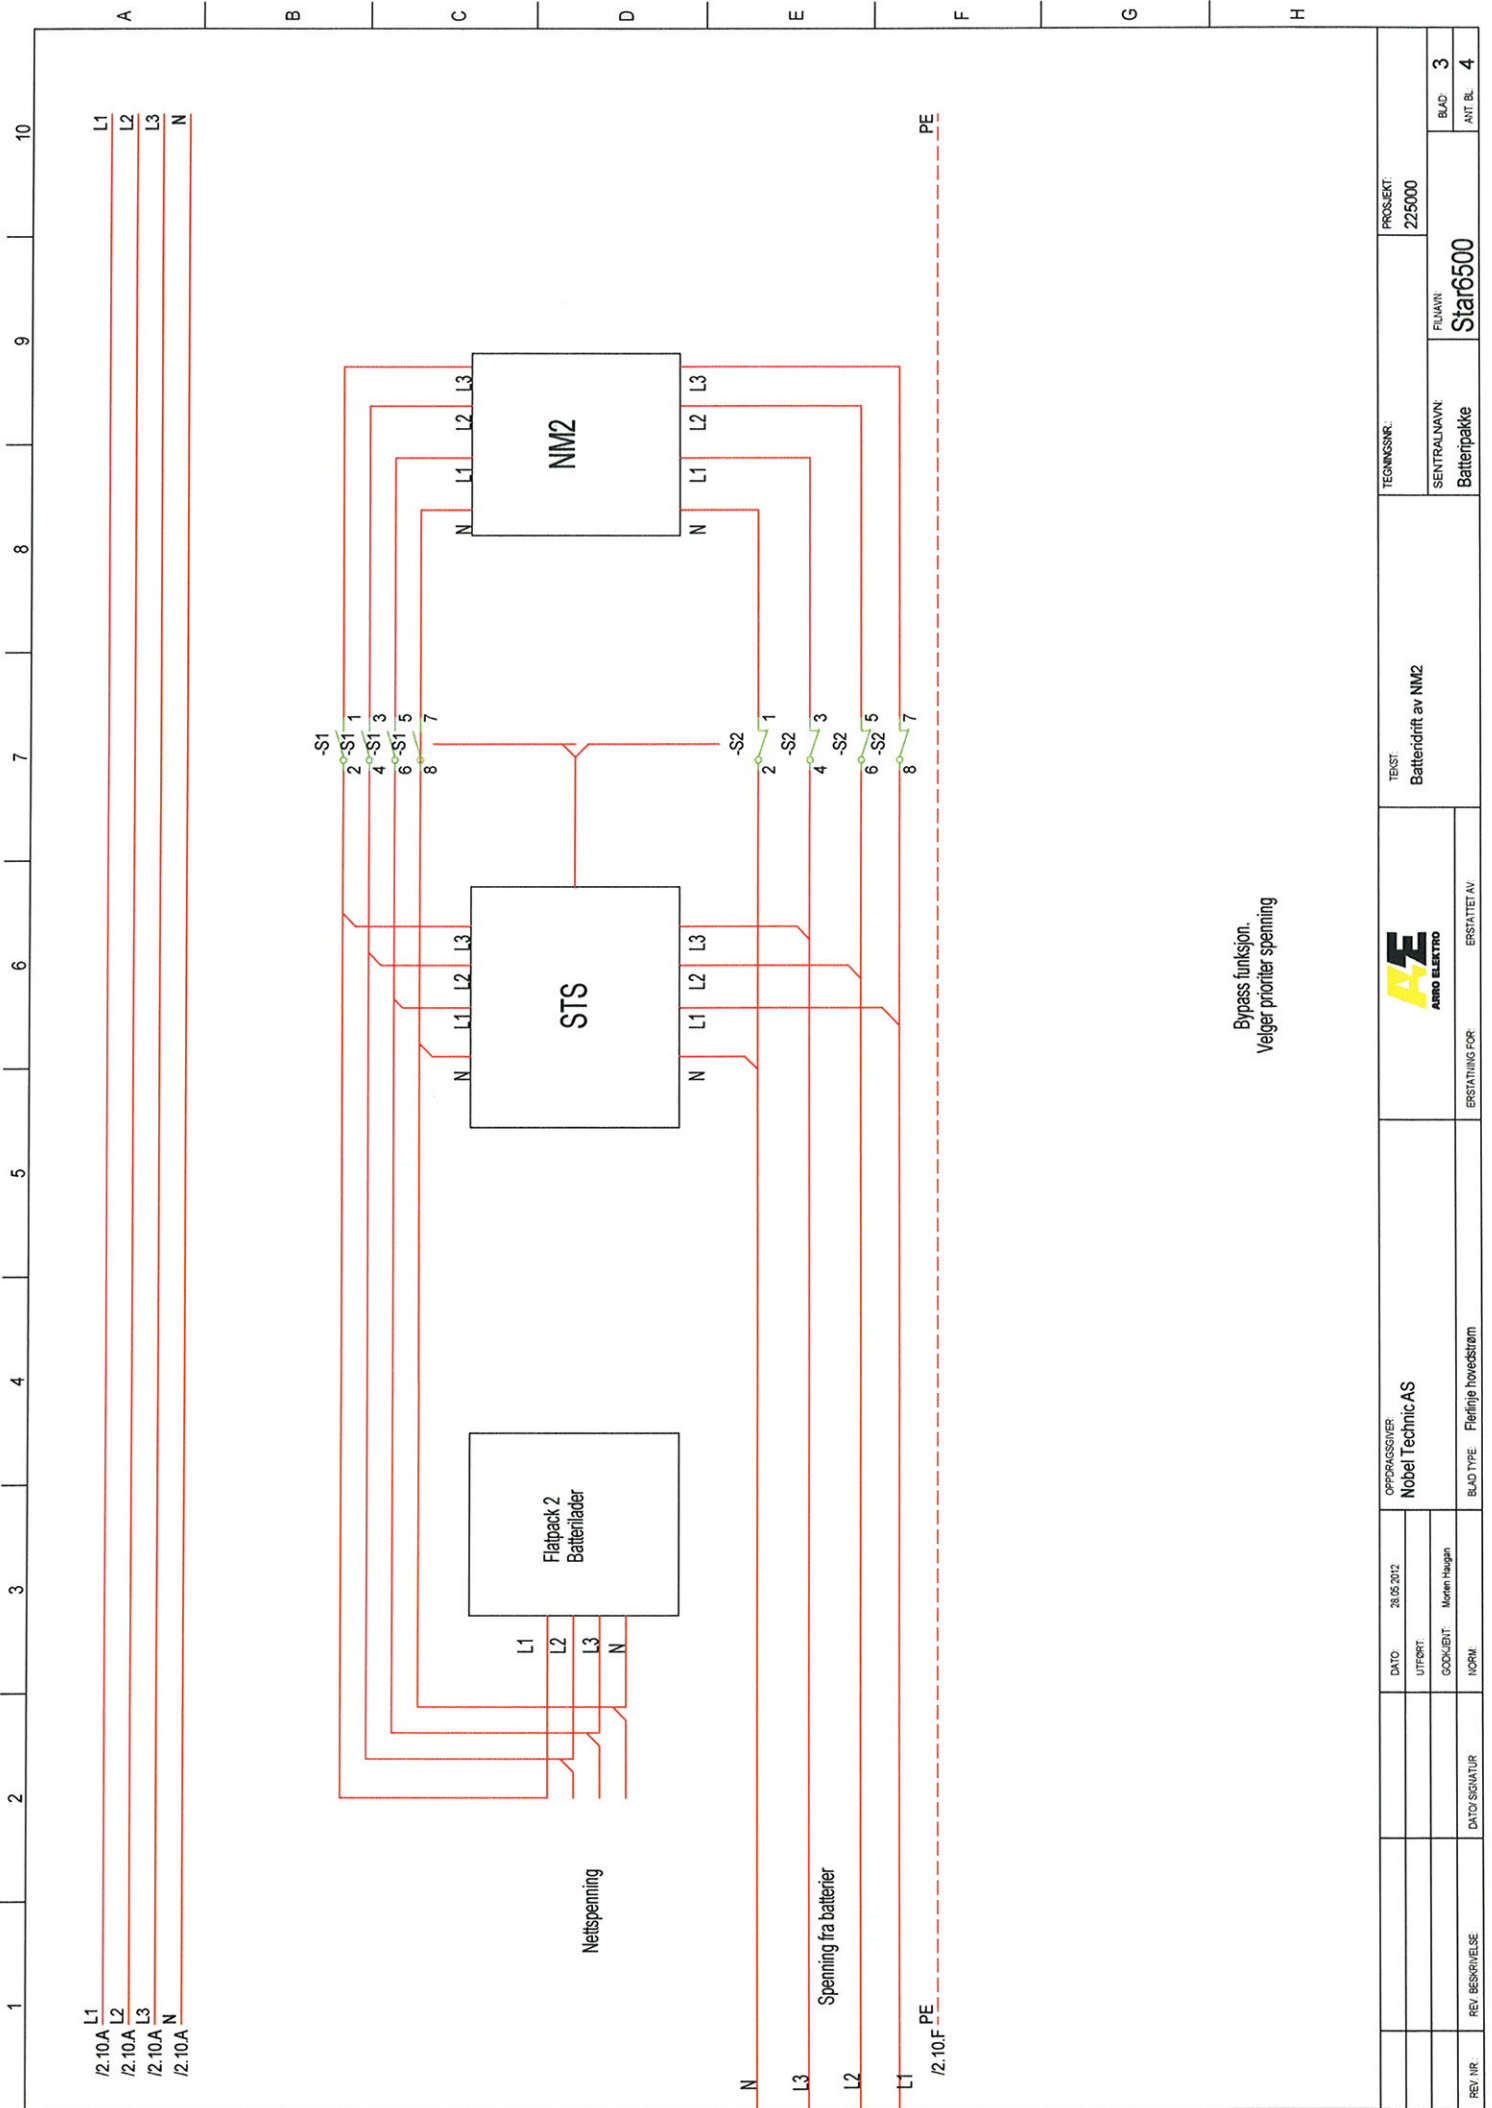 1 2 3 4 5 6 7 8 9 10
A
B
C
D
E
F
G
H
/2.10.A L1
/2.10.A L2
/2.10.A L3
/2.10.A N
L1
L2
L3
N
-S1
2 1
-S1
4 3
-S1
6 5
-S1
8 7
N L1 L2 L3
STS
N L1 L2 L3
N L1 L2 L3
NM2
N L1 L2 L3
Flatpack 2
Batterilader
L1
L2
L3
N
Nettspenning
-S2
2 1
-S2
4 3
-S2
6 5
-S2
8 7
Spenning fra batterier
N
L3
L2
L1
/2.10.F PE
PE
Bypass funksjon.
Velger prioriter spenning
REV. NR.:
REV. BESKRIVELSE
DATO/ SIGNATUR
DATO: 28.05.2012
UTFØRT:
GODKJENT: Morten Haugan
NORM:
OPPDRAGSGIVER:
Nobel Technic AS
BLAD TYPE: Flerlinje hovedstrøm
AE
ARRO ELEKTRO
ERSTATNING FOR:
ERSTATTET AV:
TEKST:
Batteridrift av NM2
TEGNINGSNR.:
PROSJEKT:
225000
SENTRALNAVN:
Batteripakke
FILNAVN:
Star6500
BLAD: 3
ANT. BL.: 4